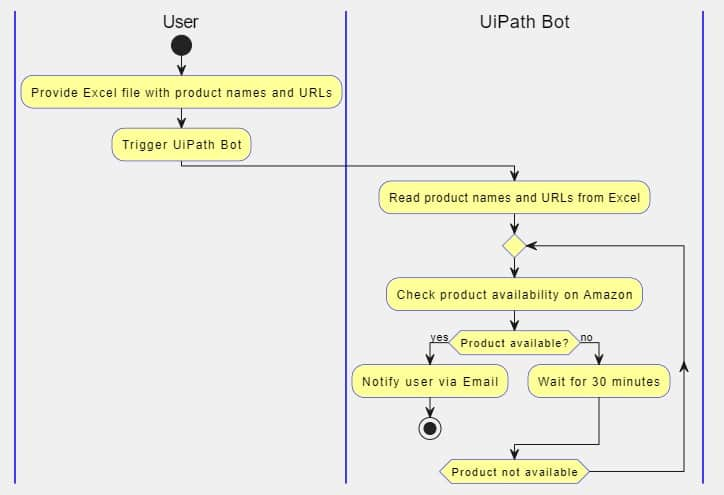 User
UiPath Bot
Provide Excel file with product names and URLs
Trigger UiPath Bot
Read product names and URLs from Excel
Check product availability on Amazon
yes
Product available?
no
Notify user via Email
Wait for 30 minutes
Product not available